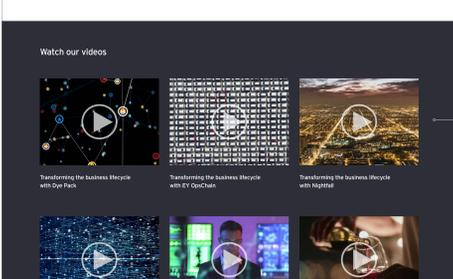 Watch our videos
Transforming the business lifecycle
with Dye Pack
Transforming the business lifecycle
with EY OpsChain
Transforming the business lifecycle
with Nightfall